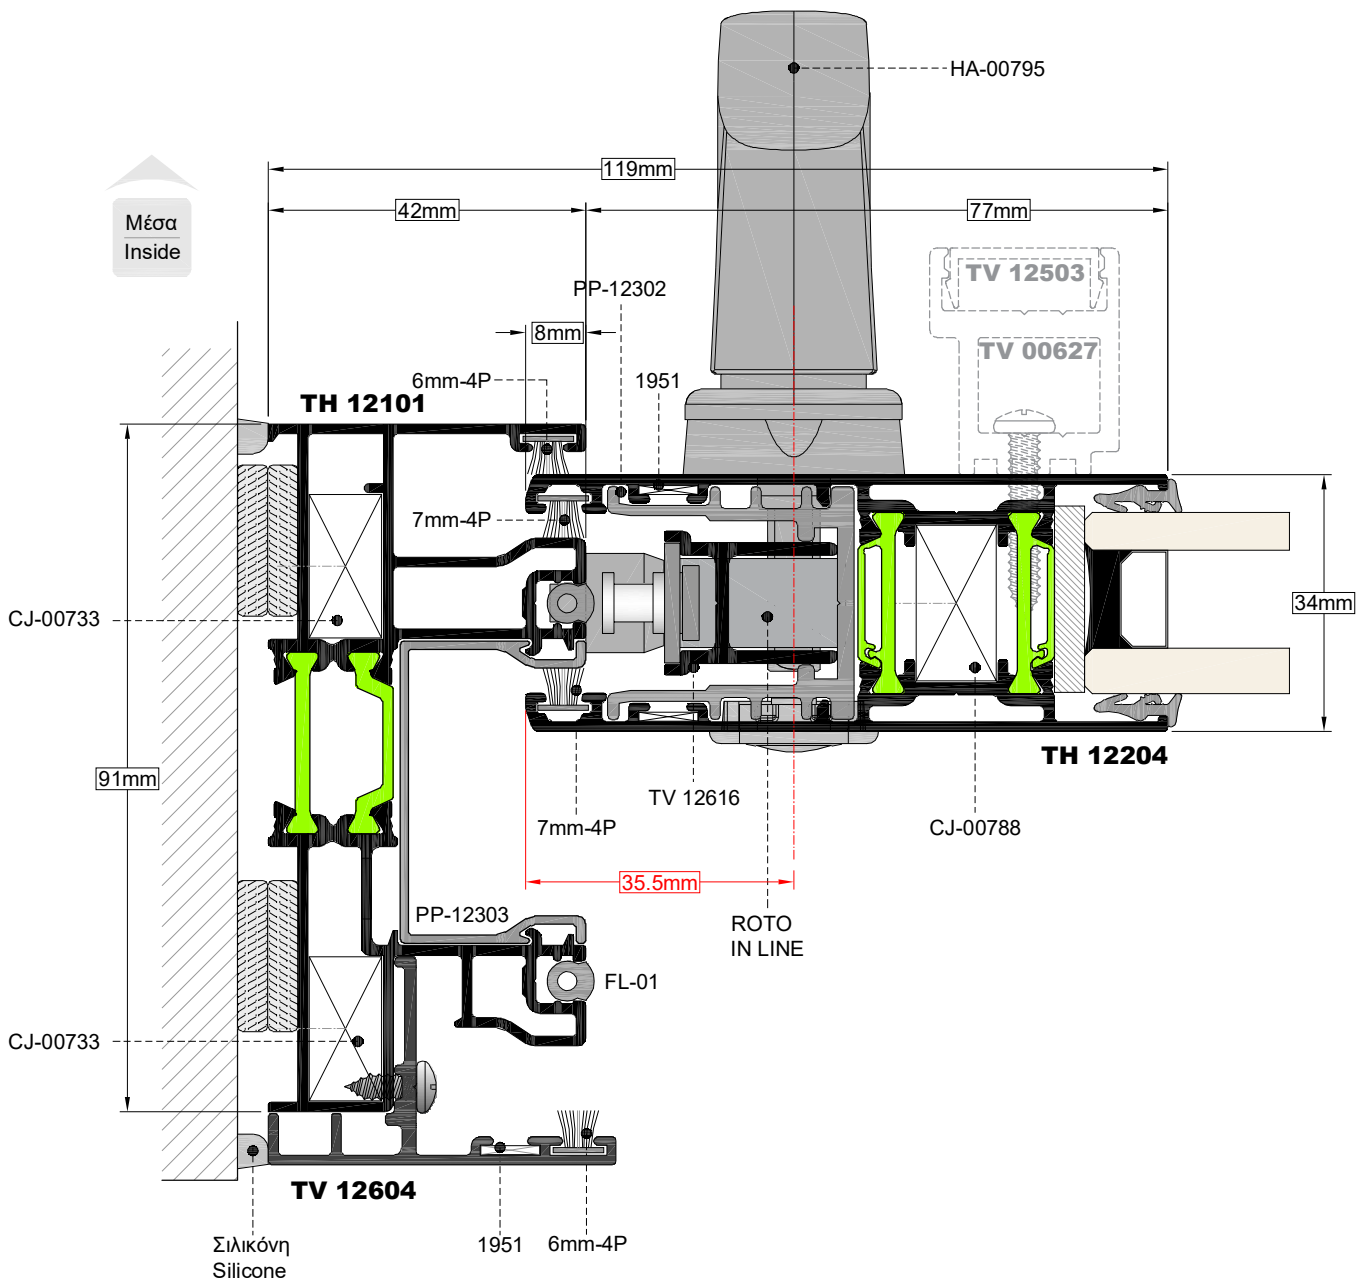 HA-00795
119mm
42mm
77mm
Μέσα
Inside
TV 12503
PP-12302
8mm
TV 00627
6mm-4P
1951
TH 12101
7mm-4P
CJ-00733
34mm
TH 12204
91mm
TV 12616
7mm-4P
CJ-00788
35.5mm
PP-12303
ROTO
IN LINE
FL-01
CJ-00733
TV 12604
Σιλικόνη
Silicone
1951
6mm-4P